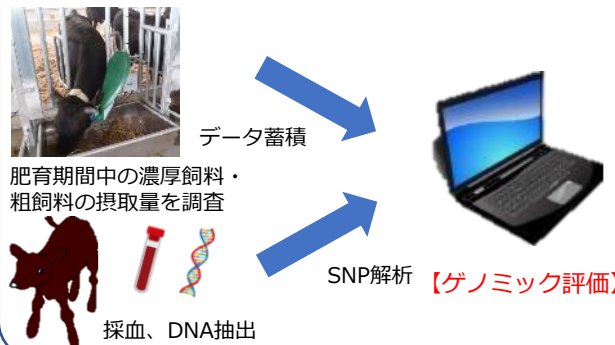 データ蓄積
肥育期間中の濃厚飼料・
粗飼料の摂取量を調査
SNP解析
【ゲノミック評価】
採血、DNA抽出